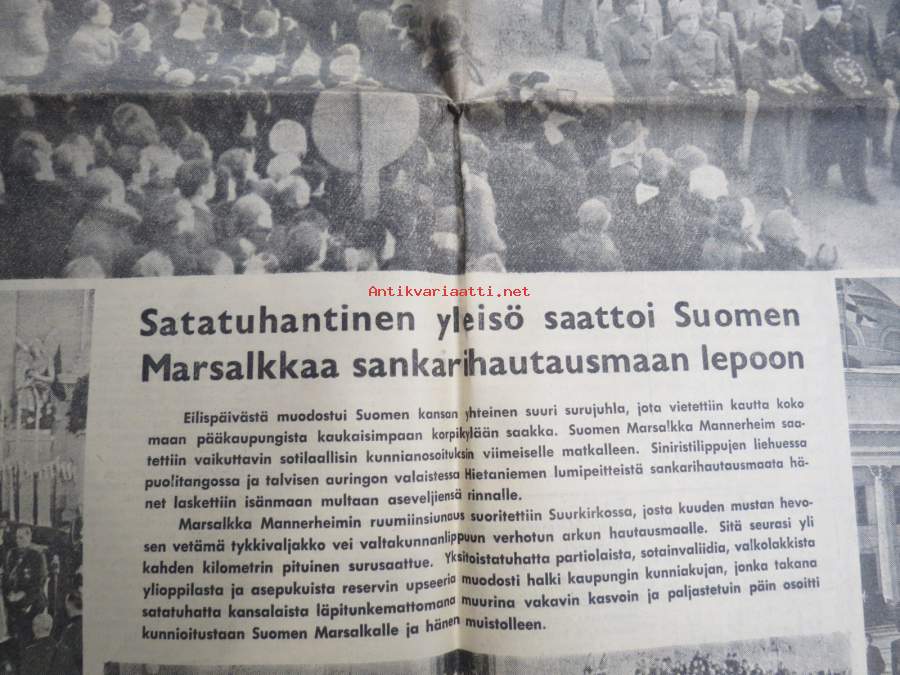 Antikvariaatti.net
Satatuhantinen yleisö saattoi Suomen
Marsalkkaa sankarihautausmaan lepoon
Eilispäivästä muodostui Suomen kansan yhteinen suuri surujuhla, jota vietettiin kautta koko
maan pääkaupungista kaukaisimpaan korpikylään saakka. Suomen Marsalkka Mannerheim saa-
tettiin vaikuttavin sotilaallisin kunnianosoituksin viimeiselle matkalleen. Siniristilippujen liehuessa
puolitangossa ja talvisen auringon valaistessa Hietaniemen lumipeitteistä sankarihautausmaata hä-
net laskettiin isänmaan multaan aseveljiensä rinnalle.
Marsalkka Mannerheimin ruumiinsiunaus suoritettiin Suurkirkossa, josta kuuden mustan hevo-
sen vetämä tykkivaljakko vei valtakunnanlippuun verhotun arkun hautausmaalle. Sitä seurasi yli
kahden kilometrin pituinen surusaattue. Yksitoistatuhatta partiolaista, sotainvaliidia, valkolakkista
ylioppilasta ja asepukuista reservin upseeria muodosti halki kaupungin kunniakujan, jonka takana
satatuhatta kansalaista läpitunkemattomana muurina vakavin kasvoin ja paljastetuin päin osoitti
kunnioitustaan Suomen Marsalkalle ja hänen muistolleen.